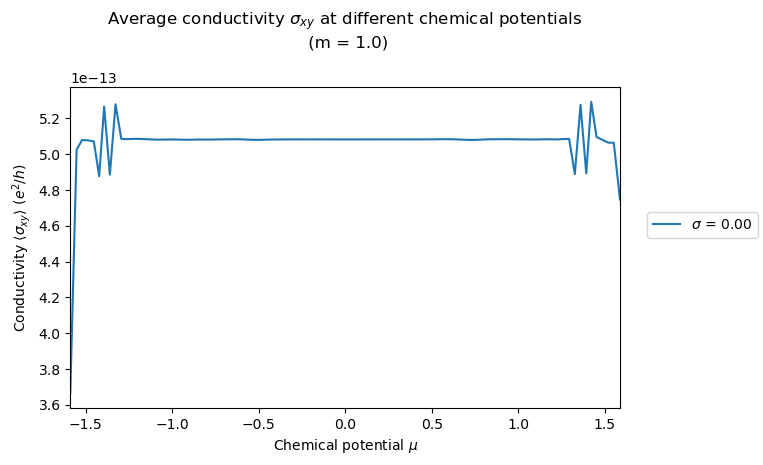 Average conductivity σxy at different chemical potentials
(m = 1.0)
1e−13
5.2
5.0
4.8
4.6
4.4
4.2
4.0
3.8
3.6
Conductivity ⟨σxy⟩ (e²/h)
−1.5
−1.0
−0.5
0.0
0.5
1.0
1.5
Chemical potential μ
σ = 0.00